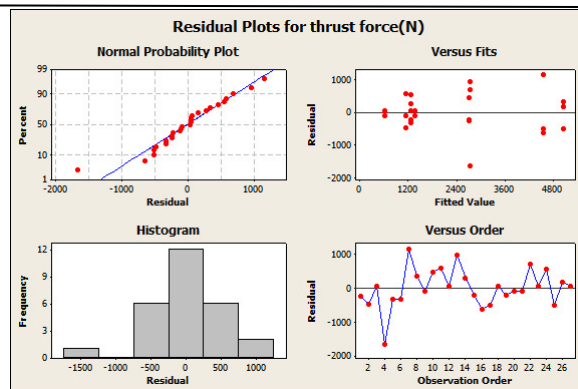 Residual Plots for thrust force(N)
Normal Probability Plot
99
90
50
10
1
Percent
-2000 -1000 0 1000
Residual
Versus Fits
1000
0
-1000
-2000
Residual
0 1200 2400 3600 4800
Fitted Value
Histogram
12
9
6
3
0
Frequency
-1500 -1000 -500 0 500 1000
Residual
Versus Order
1000
0
-1000
-2000
Residual
2 4 6 8 10 12 14 16 18 20 22 24 26
Observation Order